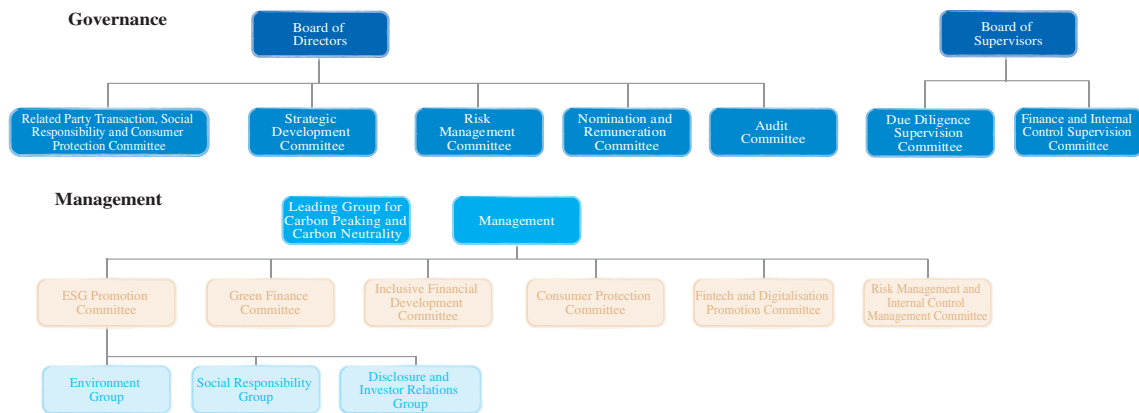 Governance
Board of
Directors
Board of
Supervisors
Related Party Transaction, Social
Responsibility and Consumer
Protection Committee
Strategic
Development
Committee
Risk
Management
Committee
Nomination and
Remuneration
Committee
Audit
Committee
Due Diligence
Supervision
Committee
Finance and Internal
Control Supervision
Committee
Management
Leading Group for
Carbon Peaking and
Carbon Neutrality
Management
ESG Promotion
Committee
Green Finance
Committee
Inclusive Financial
Development
Committee
Consumer Protection
Committee
Fintech and Digitalisation
Promotion Committee
Risk Management and
Internal Control
Management Committee
Environment
Group
Social Responsibility
Group
Disclosure and
Investor Relations
Group